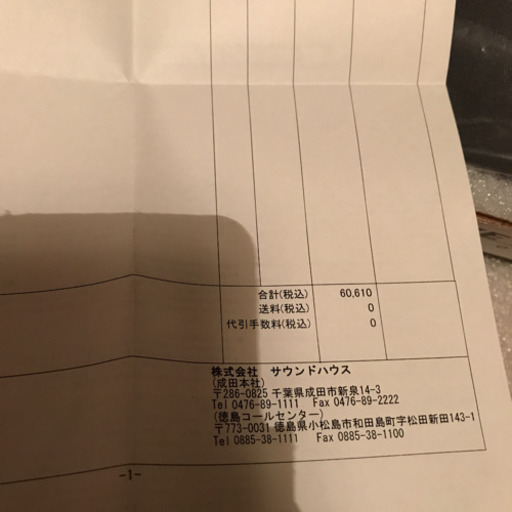 合計(税込) 60,610
送料(税込) 0
代引手数料(税込) 0
株式会社 サウンドハウス
(成田本社)
〒286-0825 千葉県成田市新泉14-3
Tel 0476-89-1111 Fax 0476-89-2222
(徳島コールセンター)
〒773-0031 徳島県小松島市和田島町字松田新田143-1
Tel 0885-38-1111 Fax 0885-38-1100
-1-